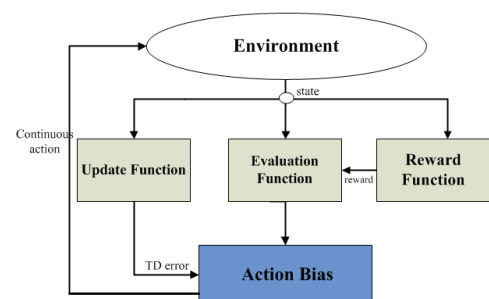 Environment
state
Continuous
action
Update Function
Evaluation
Function
reward
Reward
Function
TD error
Action Bias